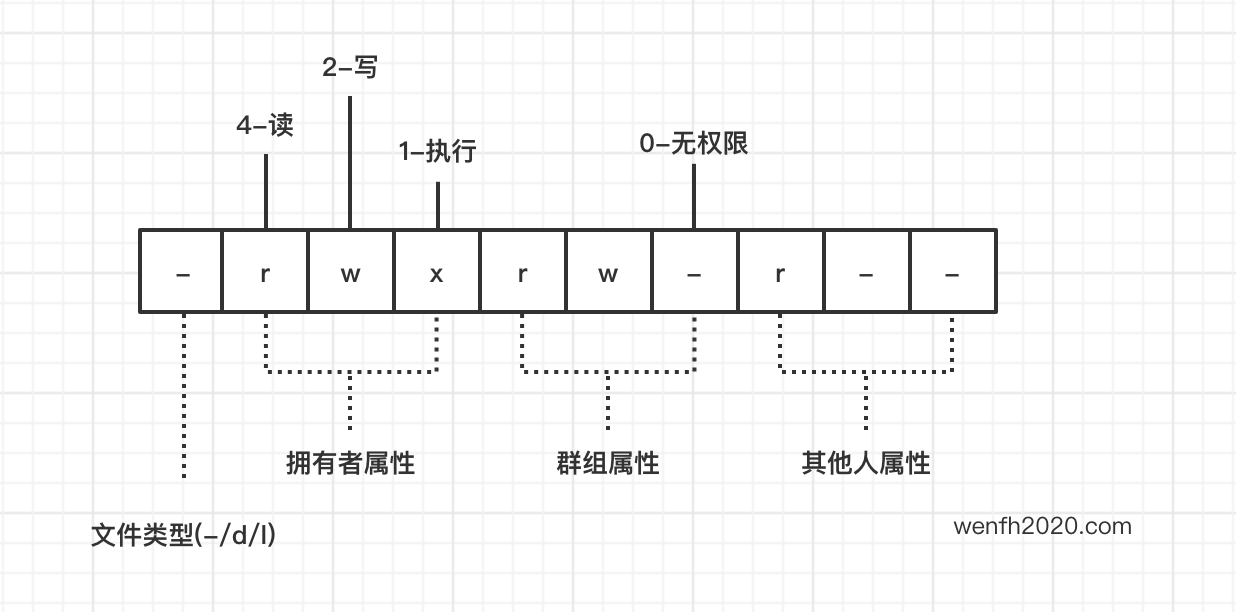 2-写
4-读
1-执行
0-无权限
- r w x r w - r - -
拥有者属性
群组属性
其他人属性
文件类型(-/d/l)
wenfh2020.com